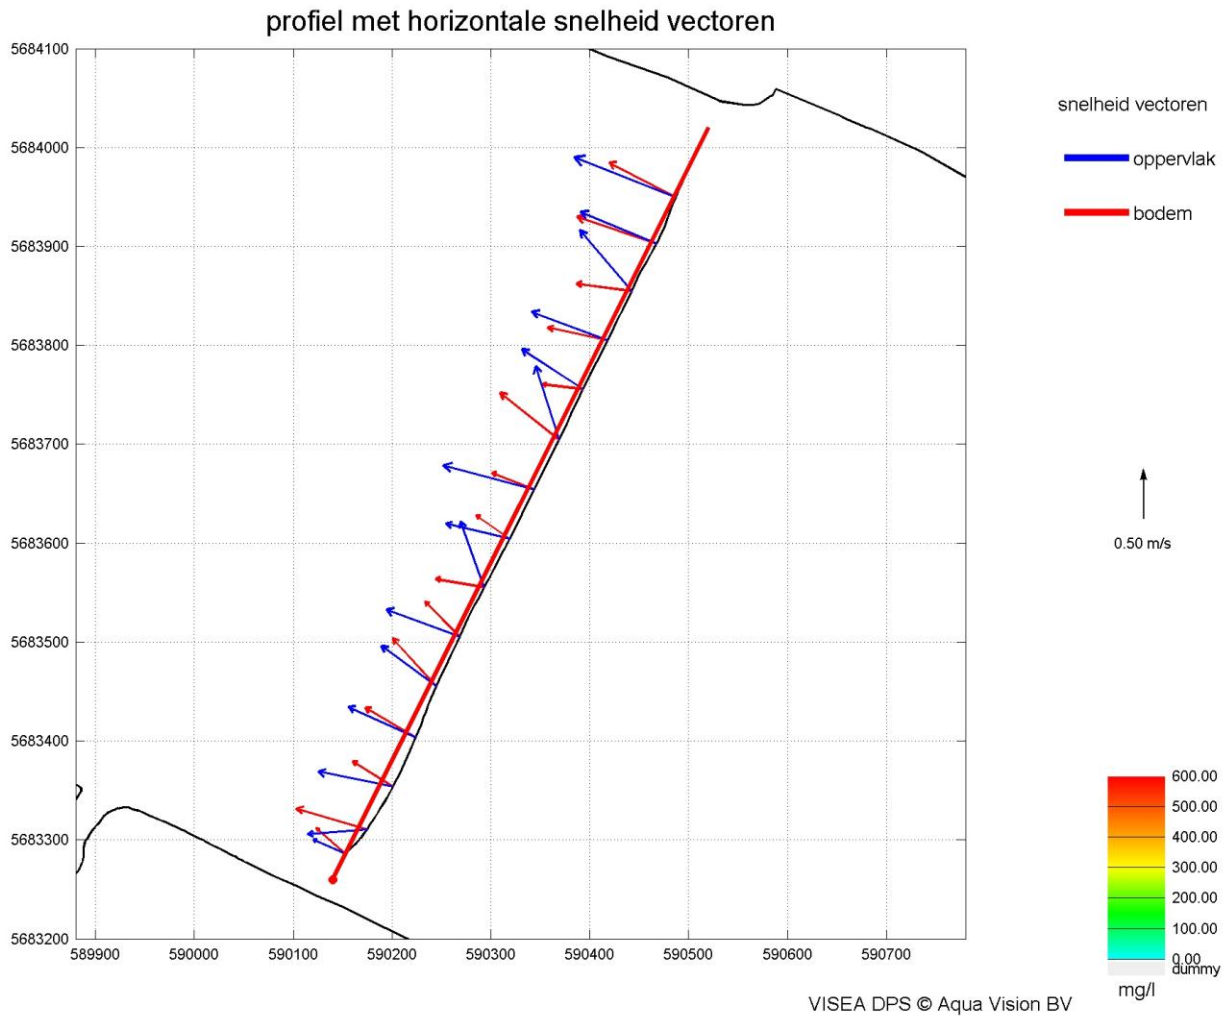 profiel met horizontale snelheid vectoren
5684100
5684000
5683900
5683800
5683700
5683600
5683500
5683400
5683300
5683200
589900 590000 590100 590200 590300 590400 590500 590600 590700
snelheid vectoren
oppervlak
bodem
0.50 m/s
600.00
500.00
400.00
300.00
200.00
100.00
0.00
dummy
mg/l
VISEA DPS © Aqua Vision BV